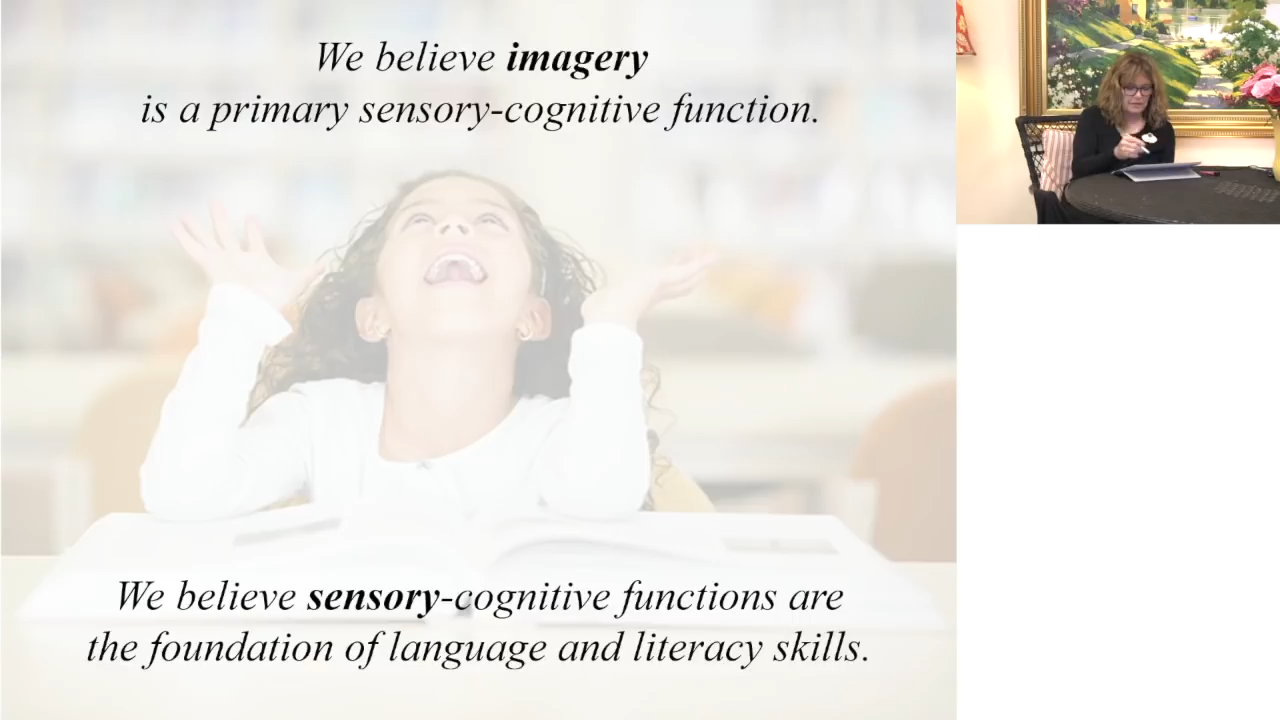 We believe imagery
is a primary sensory-cognitive function.
We believe sensory-cognitive functions are
the foundation of language and literacy skills.